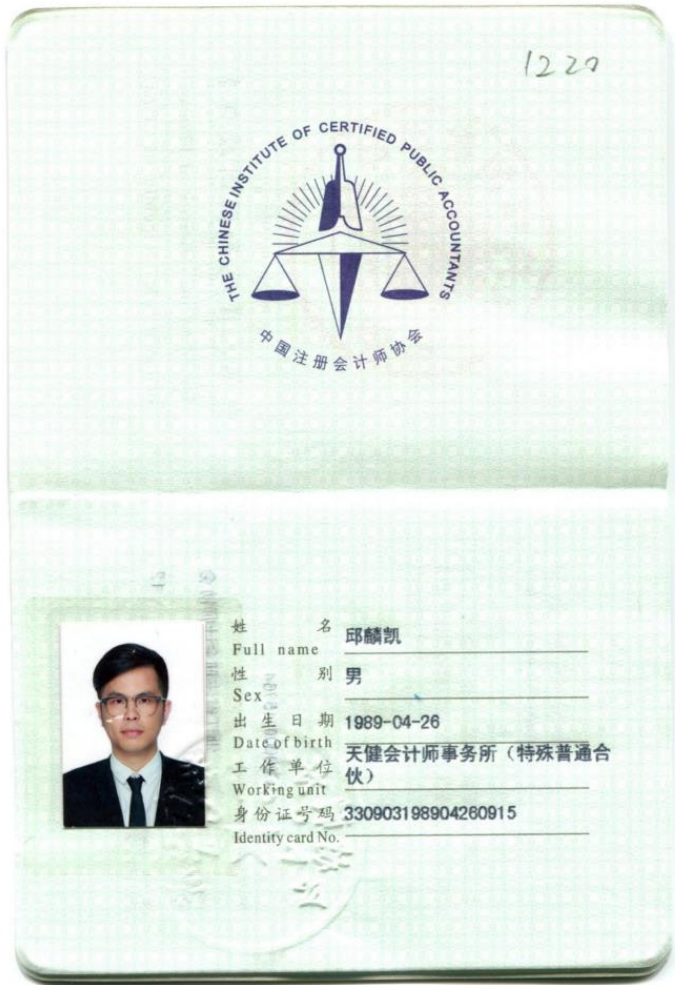 1220
THE CHINESE INSTITUTE OF CERTIFIED PUBLIC ACCOUNTANTS
中国注册会计师协会
姓 名 邱麟凯
Full name
性 别 男
Sex
出生日期 1989-04-26
Date of birth
工作单位 天健会计师事务所（特殊普通合
伙）
Working unit
身份证号码 330903198904260915
Identity card No.